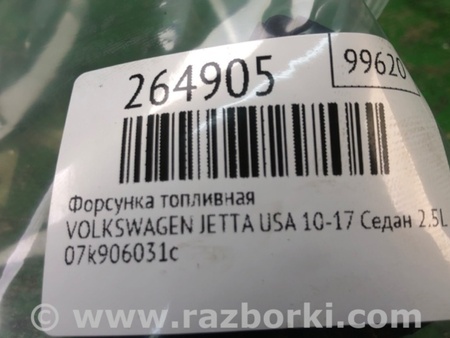 264905
99620
Форсунка топливная
VOLKSWAGEN JETTA USA 10-17 Седан 2.5L
07k906031c
© www.razborki.com